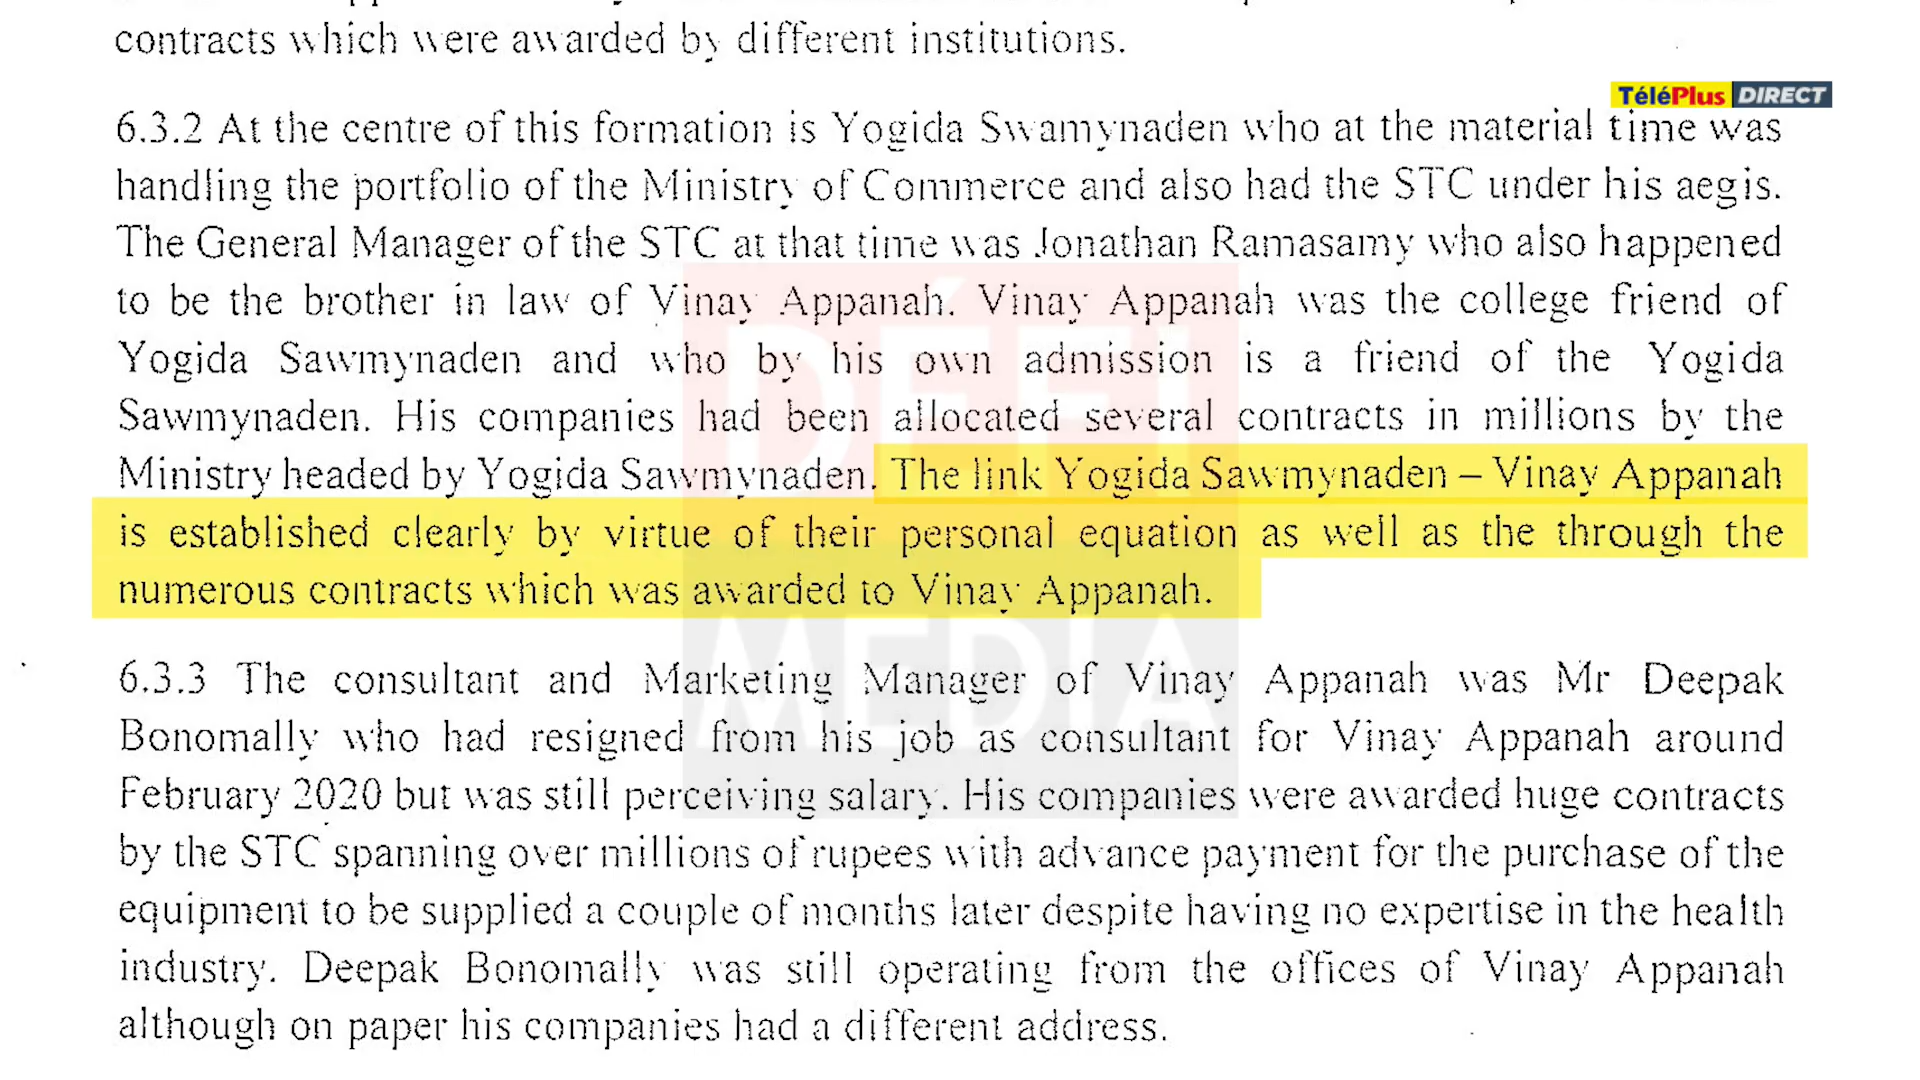 contracts which were awarded by different institutions.
TéléPlus DIRECT
6.3.2 At the centre of this formation is Yogida Swamynaden who at the material time was
handling the portfolio of the Ministry of Commerce and also had the STC under his aegis.
The General Manager of the STC at that time was Jonathan Ramasamy who also happened
to be the brother in law of Vinay Appanah. Vinay Appanah was the college friend of
Yogida Sawmynaden and who by his own admission is a friend of the Yogida
Sawmynaden. His companies had been allocated several contracts in millions by the
Ministry headed by Yogida Sawmynaden. The link Yogida Sawmynaden – Vinay Appanah
is established clearly by virtue of their personal equation as well as the through the
numerous contracts which was awarded to Vinay Appanah.
DÉFI
MEDIA
6.3.3 The consultant and Marketing Manager of Vinay Appanah was Mr Deepak
Bonomally who had resigned from his job as consultant for Vinay Appanah around
February 2020 but was still perceiving salary. His companies were awarded huge contracts
by the STC spanning over millions of rupees with advance payment for the purchase of the
equipment to be supplied a couple of months later despite having no expertise in the health
industry. Deepak Bonomally was still operating from the offices of Vinay Appanah
although on paper his companies had a different address.